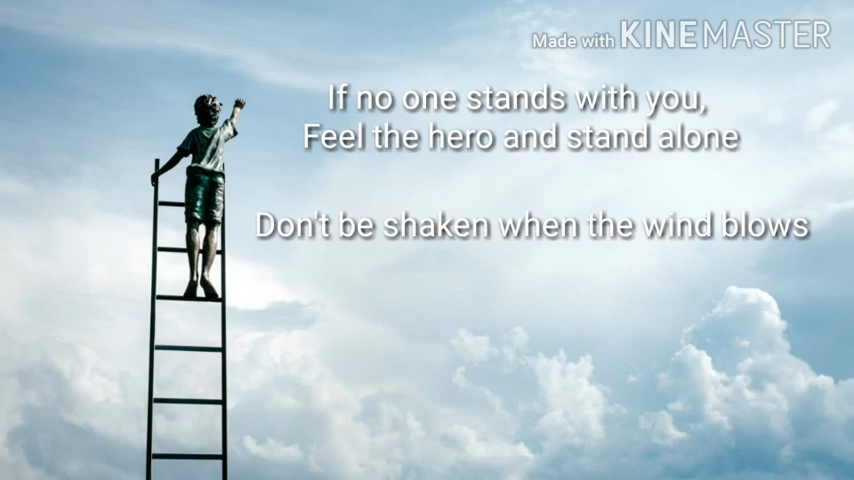 Made with KINEMASTER
If no one stands with you,
Feel the hero and stand alone
Don't be shaken when the wind blows